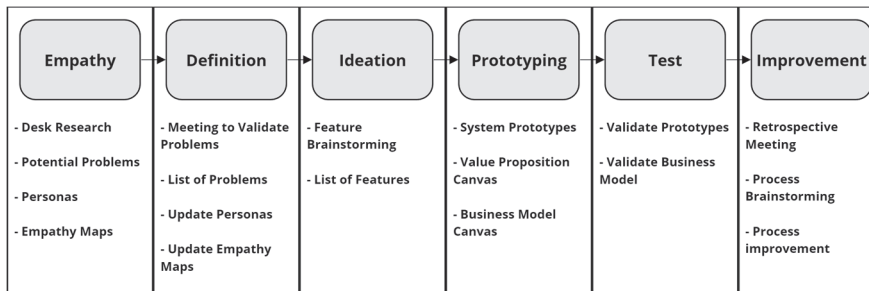 Empathy
Definition
Ideation
Prototyping
Test
Improvement
- Desk Research
- Potential Problems
- Personas
- Empathy Maps
- Meeting to Validate
Problems
- List of Problems
- Update Personas
- Update Empathy
Maps
- Feature
Brainstorming
- List of Features
- System Prototypes
- Value Proposition
Canvas
- Business Model
Canvas
- Validate Prototypes
- Validate Business
Model
- Retrospective
Meeting
- Process
Brainstorming
- Process
improvement